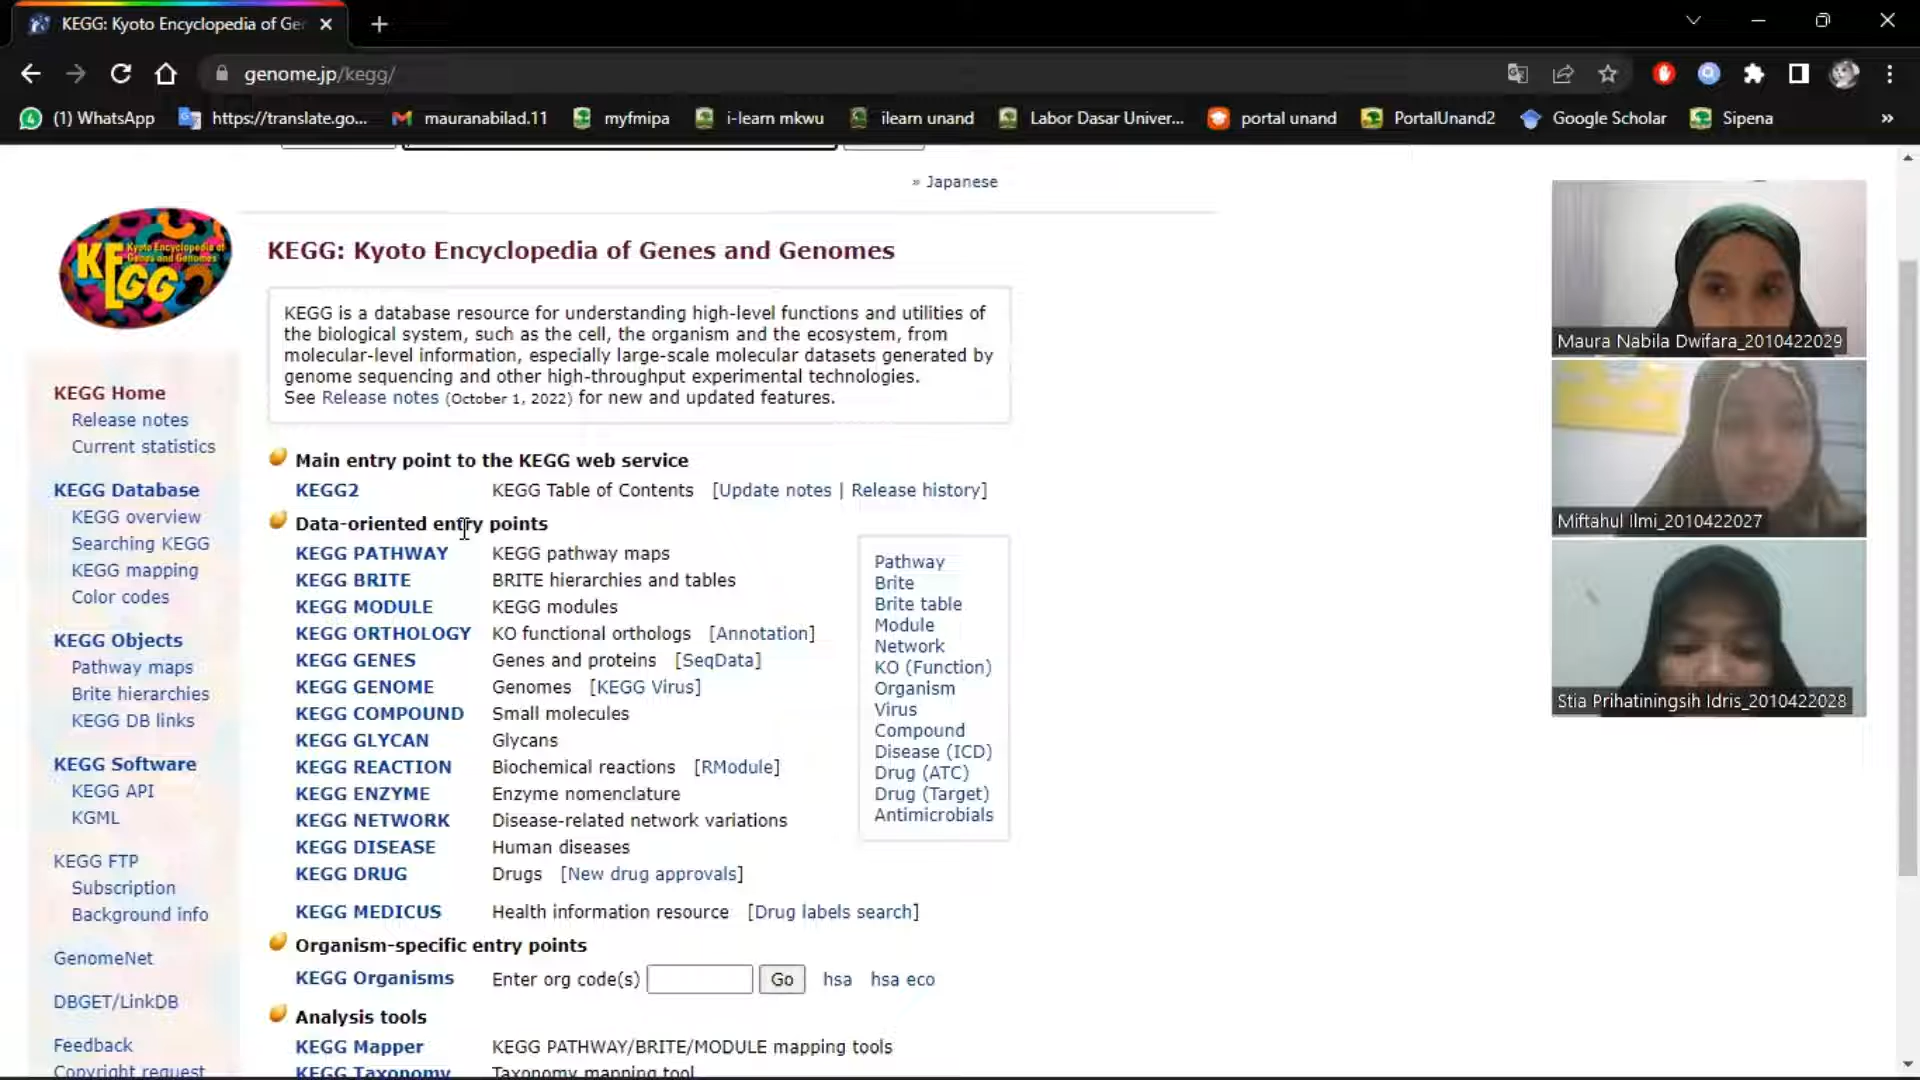 KEGG: Kyoto Encyclopedia of Ge
genome.jp/kegg/
(1) WhatsApp
https://translate.go...
mauranabilad.11
myfmipa
i-learn mkwu
ilearn unand
Labor Dasar Univer...
portal unand
PortalUnand2
Google Scholar
Sipena
»
» Japanese
KEGG Kyoto Encyclopedia of Genes and Genomes
KEGG: Kyoto Encyclopedia of Genes and Genomes
KEGG is a database resource for understanding high-level functions and utilities of
the biological system, such as the cell, the organism and the ecosystem, from
molecular-level information, especially large-scale molecular datasets generated by
genome sequencing and other high-throughput experimental technologies.
See Release notes (October 1, 2022) for new and updated features.
KEGG Home
Release notes
Current statistics
KEGG Database
KEGG overview
Searching KEGG
KEGG mapping
Color codes
KEGG Objects
Pathway maps
Brite hierarchies
KEGG DB links
KEGG Software
KEGG API
KGML
KEGG FTP
Subscription
Background info
GenomeNet
DBGET/LinkDB
Feedback
Copyright request
Main entry point to the KEGG web service
KEGG2 KEGG Table of Contents [Update notes | Release history]
Data-oriented entry points
KEGG PATHWAY KEGG pathway maps
KEGG BRITE BRITE hierarchies and tables
KEGG MODULE KEGG modules
KEGG ORTHOLOGY KO functional orthologs [Annotation]
KEGG GENES Genes and proteins [SeqData]
KEGG GENOME Genomes [KEGG Virus]
KEGG COMPOUND Small molecules
KEGG GLYCAN Glycans
KEGG REACTION Biochemical reactions [RModule]
KEGG ENZYME Enzyme nomenclature
KEGG NETWORK Disease-related network variations
KEGG DISEASE Human diseases
KEGG DRUG Drugs [New drug approvals]
KEGG MEDICUS Health information resource [Drug labels search]
Pathway
Brite
Brite table
Module
Network
KO (Function)
Organism
Virus
Compound
Disease (ICD)
Drug (ATC)
Drug (Target)
Antimicrobials
Organism-specific entry points
KEGG Organisms Enter org code(s) Go hsa hsa eco
Analysis tools
KEGG Mapper KEGG PATHWAY/BRITE/MODULE mapping tools
KEGG Taxonomy Taxonomy mapping tool
Maura Nabila Dwifara_2010422029
Miftahul Ilmi_2010422027
Stia Prihatiningsih Idris_2010422028